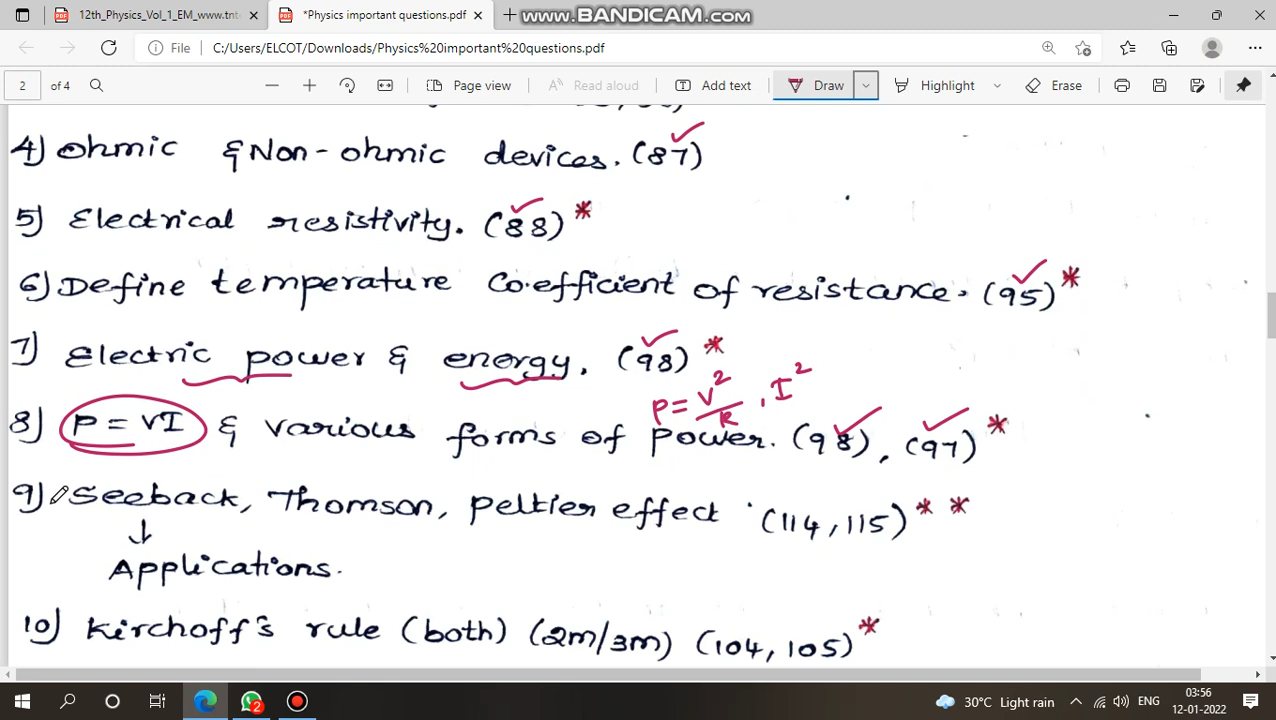 12th_Physics_Vol_1_EM_www.tnt
*Physics important questions.pdf
www.BANDICAM.com
File C:/Users/ELCOT/Downloads/Physics%20important%20questions.pdf
2 of 4 Page view Read aloud Add text Draw Highlight Erase
4) Ohmic & Non-ohmic devices. (87)
5) Electrical resistivity. (88) *
6) Define temperature Co.efficient of resistance. (95) *
7) Electric power & energy. (98) *
P = V²/R , I²
8) P = VI & various forms of power. (98), (97) *
9) Seeback, Thomson, Peltier effect (114, 115) * *
↓
Applications.
10) Kirchoff's rule (both) (2m/3m) (104, 105) *
2
30°C Light rain ENG 03:56
12-01-2022